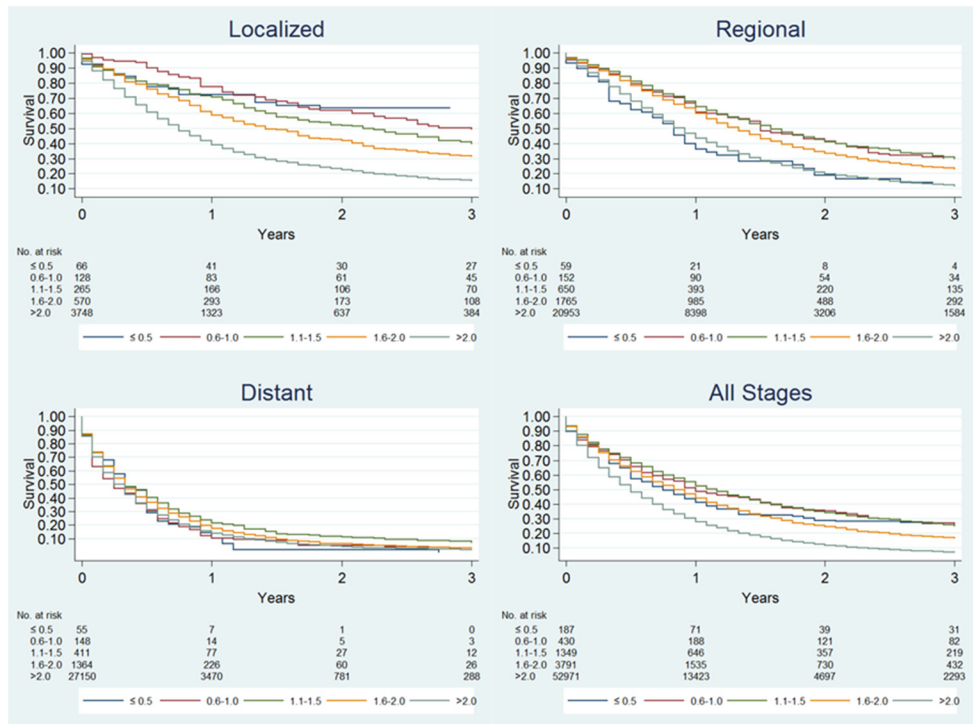 Localized
Survival
1.00
0.90
0.80
0.70
0.60
0.50
0.40
0.30
0.20
0.10
0 1 2 3
Years
No. at risk
≤ 0.5 66 41 30 27
0.6-1.0 128 83 61 45
1.1-1.5 265 166 106 70
1.6-2.0 570 293 173 108
>2.0 3748 1323 637 384
≤ 0.5 0.6-1.0 1.1-1.5 1.6-2.0 >2.0
Regional
Survival
1.00
0.90
0.80
0.70
0.60
0.50
0.40
0.30
0.20
0.10
0 1 2 3
Years
No. at risk
≤ 0.5 59 21 8 4
0.6-1.0 152 90 54 34
1.1-1.5 650 393 220 135
1.6-2.0 1765 985 488 292
>2.0 20953 8398 3206 1584
≤ 0.5 0.6-1.0 1.1-1.5 1.6-2.0 >2.0
Distant
Survival
1.00
0.90
0.80
0.70
0.60
0.50
0.40
0.30
0.20
0.10
0 1 2 3
Years
No. at risk
≤ 0.5 55 7 1 0
0.6-1.0 148 14 5 3
1.1-1.5 411 77 27 12
1.6-2.0 1364 226 60 26
>2.0 27150 3470 781 288
≤ 0.5 0.6-1.0 1.1-1.5 1.6-2.0 >2.0
All Stages
Survival
1.00
0.90
0.80
0.70
0.60
0.50
0.40
0.30
0.20
0.10
0 1 2 3
Years
No. at risk
≤ 0.5 187 71 39 31
0.6-1.0 430 188 121 82
1.1-1.5 1349 646 357 219
1.6-2.0 3791 1535 730 432
>2.0 52971 13423 4697 2293
≤ 0.5 0.6-1.0 1.1-1.5 1.6-2.0 >2.0